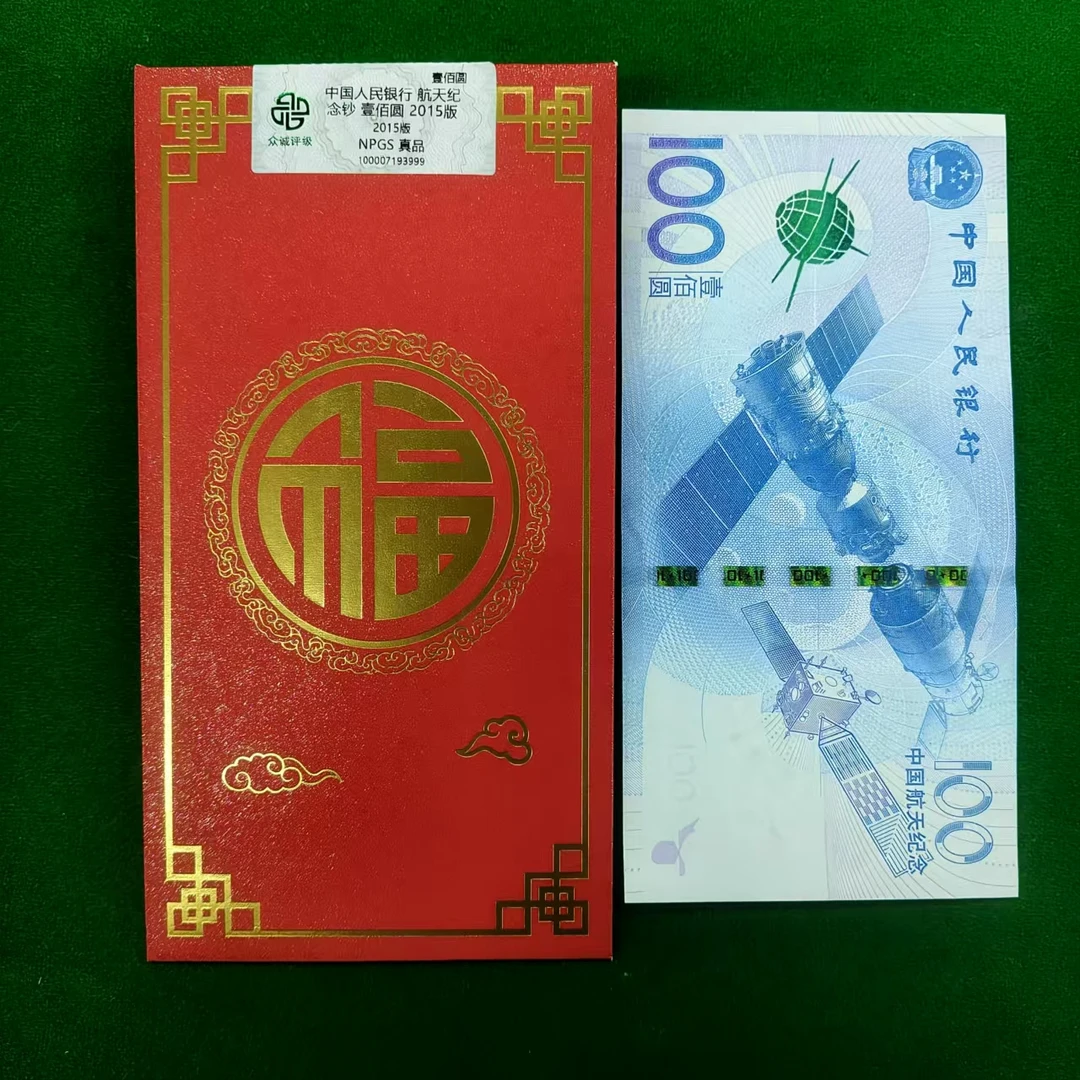 壹佰圆
中国人民银行 航天纪
念钞 壹佰圆 2015版
2015版
NPGS 真品
100007193999
众诚评级
福
中国人民银行
100
壹佰圆
100
中国航天纪念